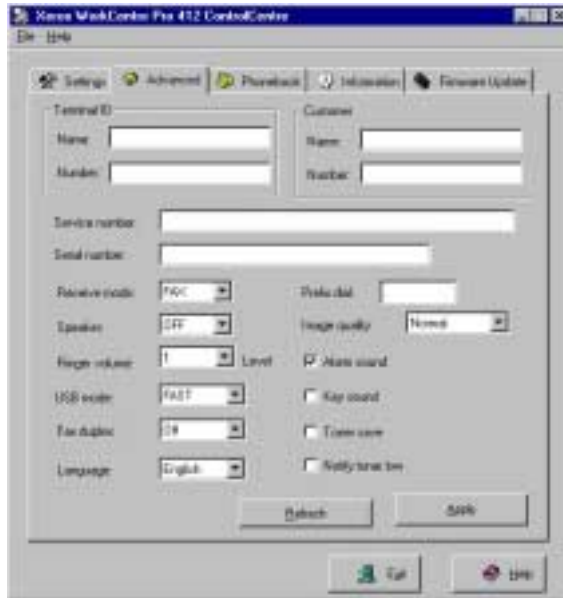 Xerox WorkCentre Pro 412 ControlCentre
File Help
Settings Advanced Phonebook Information Firmware Update
Terminal ID Customer
Name: Name:
Number: Number:
Service number:
Serial number:
Receive mode: FAX Prefix dial:
Speaker: OFF Image quality: Normal
Ringer volume: 1 Level Alarm sound
USB mode: FAST Key sound
Fax duplex: Off Toner save
Language: English Notify toner low
Refresh Apply
Exit Help